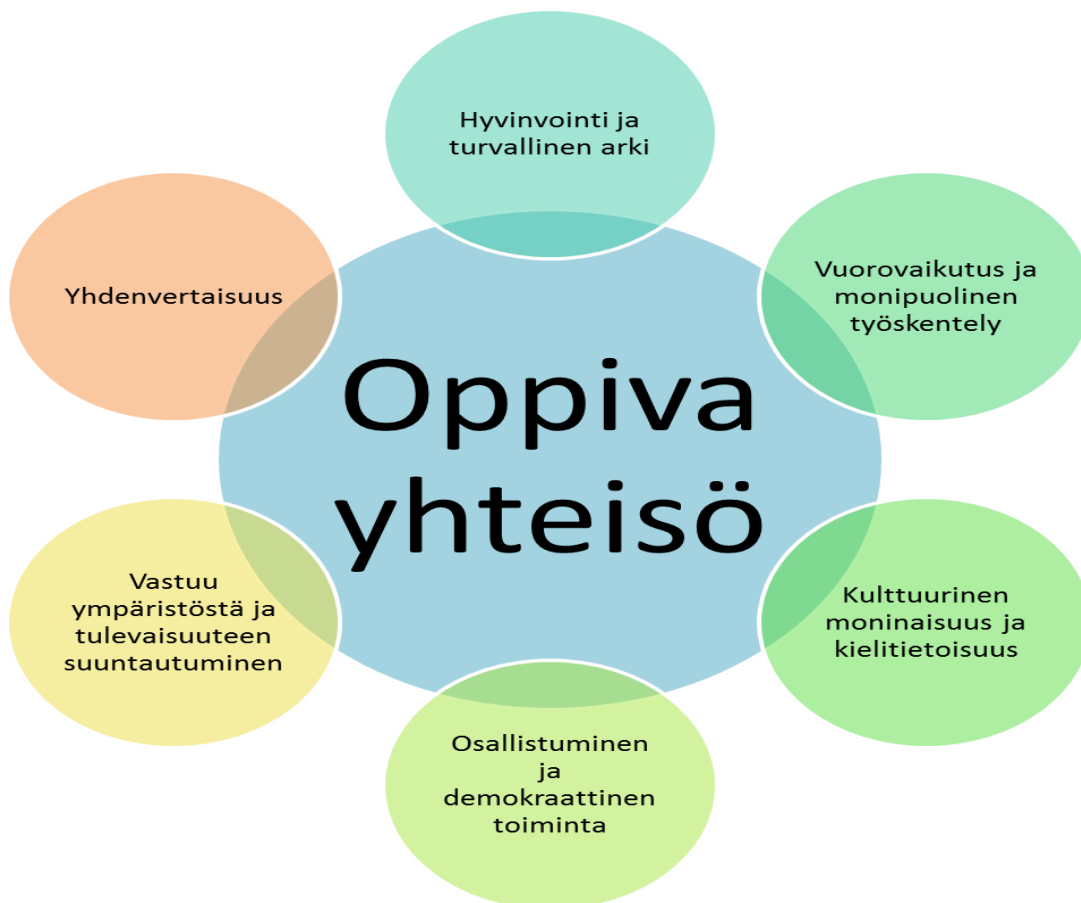 Hyvinvointi ja
turvallinen arki
Vuorovaikutus ja
monipuolinen
työskentely
Kulttuurinen
moninaisuus ja
kielitietoisuus
Osallistuminen
ja
demokraattinen
toiminta
Vastuu
ympäristöstä ja
tulevaisuuteen
suuntautuminen
Yhdenvertaisuus
Oppiva
yhteisö